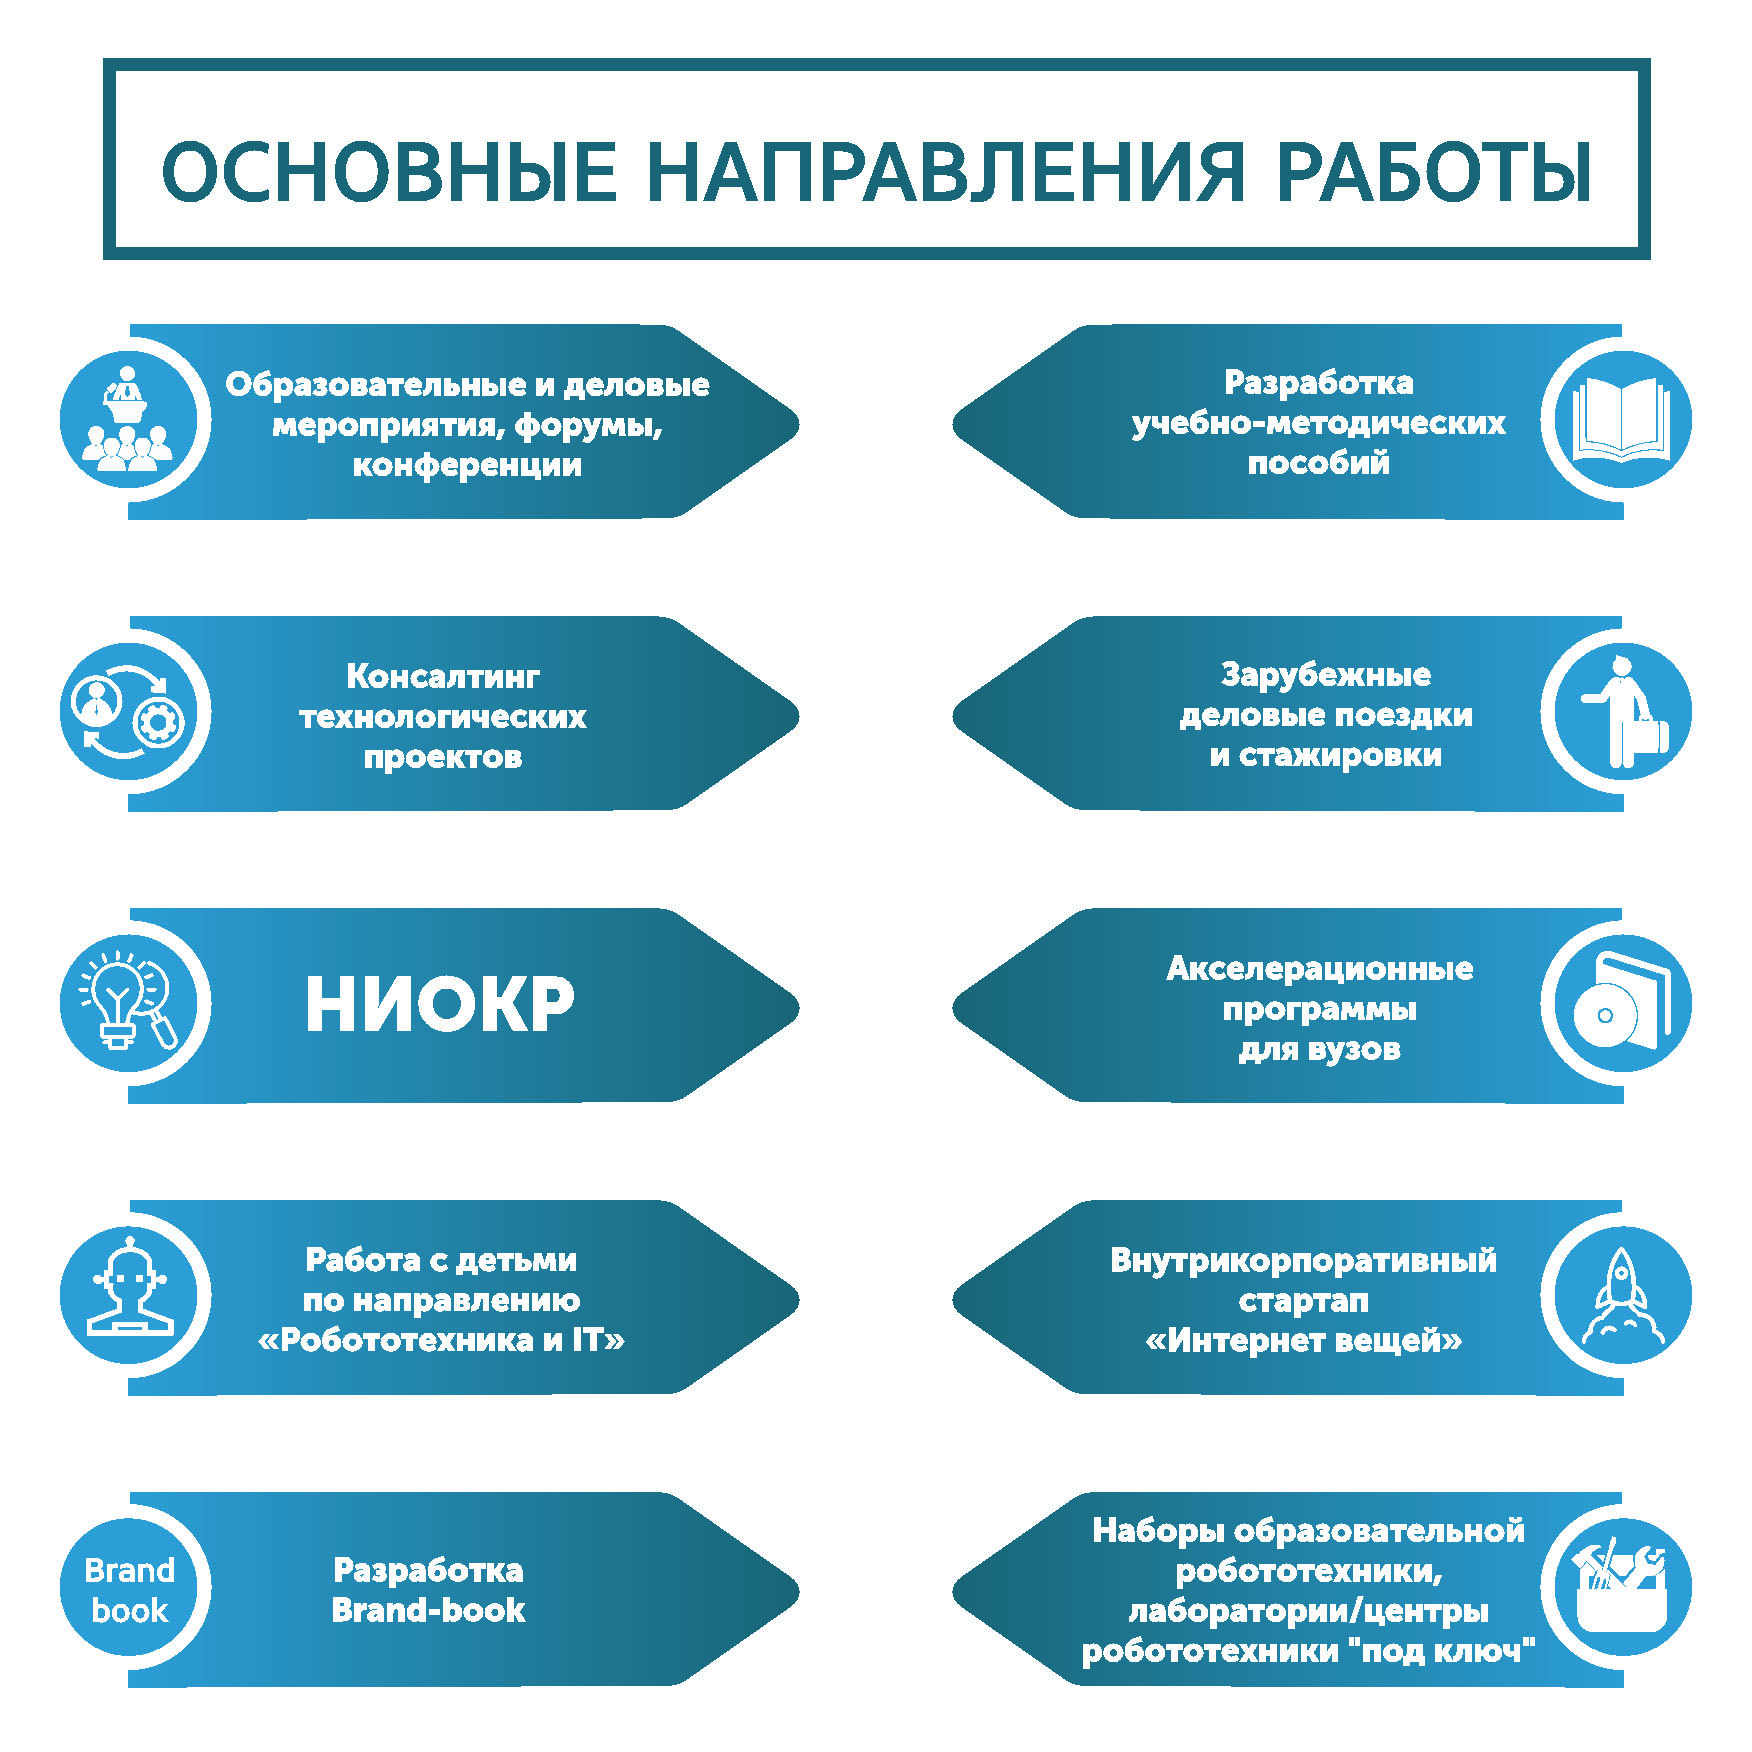 ОСНОВНЫЕ НАПРАВЛЕНИЯ РАБОТЫ
Образовательные и деловые
мероприятия, форумы,
конференции
Разработка
учебно-методических
пособий
Консалтинг
технологических
проектов
Зарубежные
деловые поездки
и стажировки
НИОКР
Акселерационные
программы
для вузов
Работа с детьми
по направлению
«Робототехника и IT»
Внутрикорпоративный
стартап
«Интернет вещей»
Brand
book
Разработка
Brand-book
Наборы образовательной
робототехники,
лаборатории/центры
робототехники "под ключ"